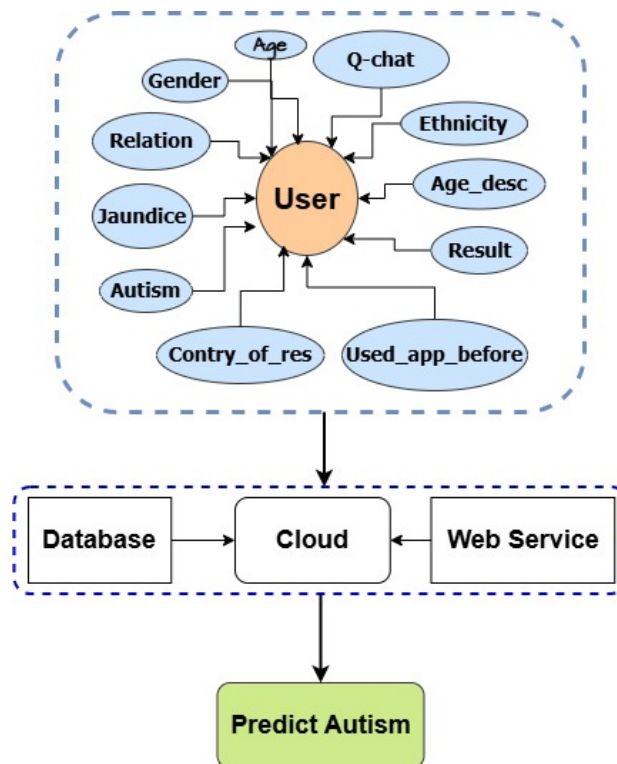 Age
Q-chat
Gender
Ethnicity
Relation
User
Age_desc
Jaundice
Result
Autism
Contry_of_res
Used_app_before
Database
Cloud
Web Service
Predict Autism